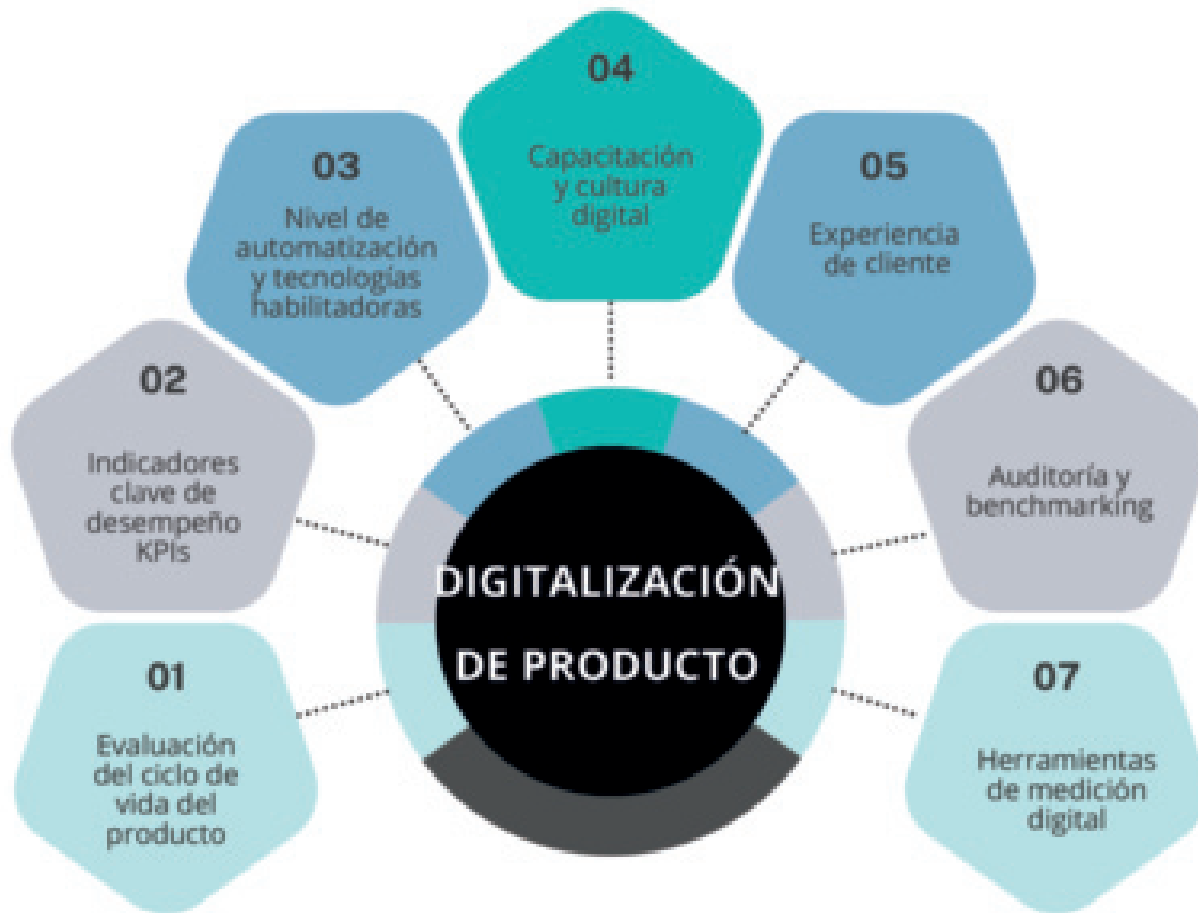 01
Evaluación
del ciclo de
vida del
producto
02
Indicadores
clave de
desempeño
KPIs
03
Nivel de
automatización
y tecnologías
habilitadoras
04
Capacitación
y cultura
digital
05
Experiencia
de cliente
06
Auditoría y
benchmarking
07
Herramientas
de medición
digital
DIGITALIZACIÓN
DE PRODUCTO